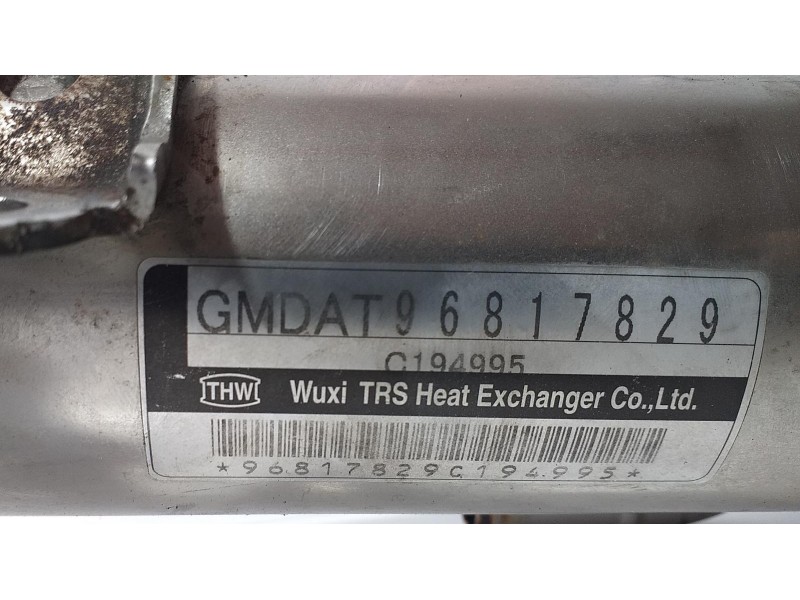 GMDAT96817829
C194995
THW Wuxi TRS Heat Exchanger Co.,Ltd.
*96817829C194995*